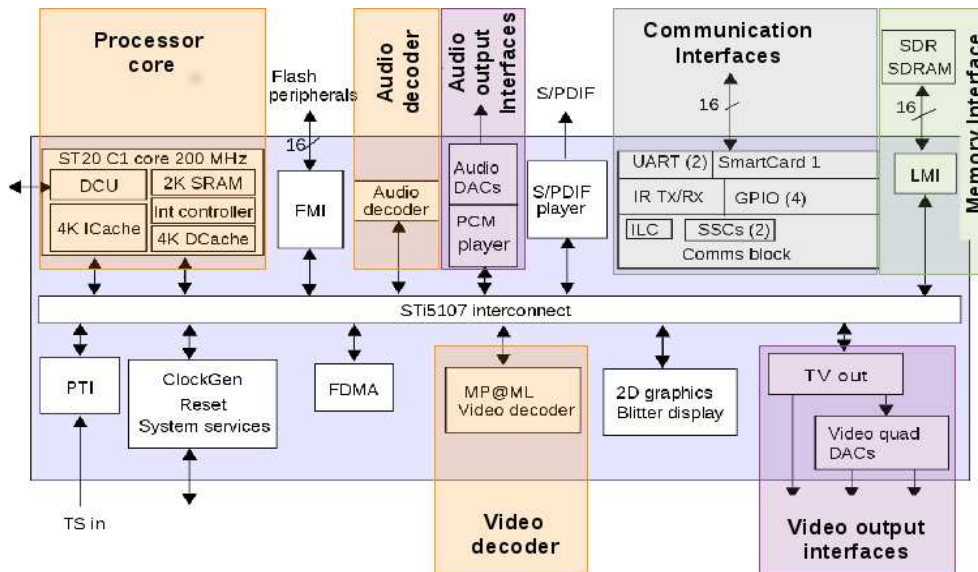 Processor
core
Audio
decoder
Audio
output
Interfaces
Communication
Interfaces
Memory Interface
SDR
SDRAM
Flash
peripherals
S/PDIF
16
16
16
ST20 C1 core 200 MHz
DCU
2K SRAM
Int controller
4K ICache
4K DCache
FMI
Audio
decoder
Audio
DACs
PCM
player
S/PDIF
player
UART (2)
SmartCard 1
IR Tx/Rx
GPIO (4)
ILC
SSCs (2)
Comms block
LMI
STi5107 interconnect
PTI
ClockGen
Reset
System services
FDMA
MP@ML
Video decoder
2D graphics
Blitter display
TV out
Video quad
DACs
TS in
Video
decoder
Video output
interfaces